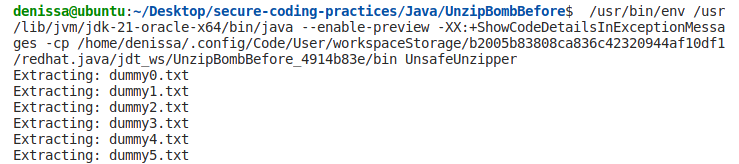 denissa@ubuntu:~/Desktop/secure-coding-practices/Java/UnzipBombBefore$  /usr/bin/env /usr
/lib/jvm/jdk-21-oracle-x64/bin/java --enable-preview -XX:+ShowCodeDetailsInExceptionMessa
ges -cp /home/denissa/.config/Code/User/workspaceStorage/b2005b83808ca836c42320944af10df1
/redhat.java/jdt_ws/UnzipBombBefore_4914b83e/bin UnsafeUnzipper
Extracting: dummy0.txt
Extracting: dummy1.txt
Extracting: dummy2.txt
Extracting: dummy3.txt
Extracting: dummy4.txt
Extracting: dummy5.txt